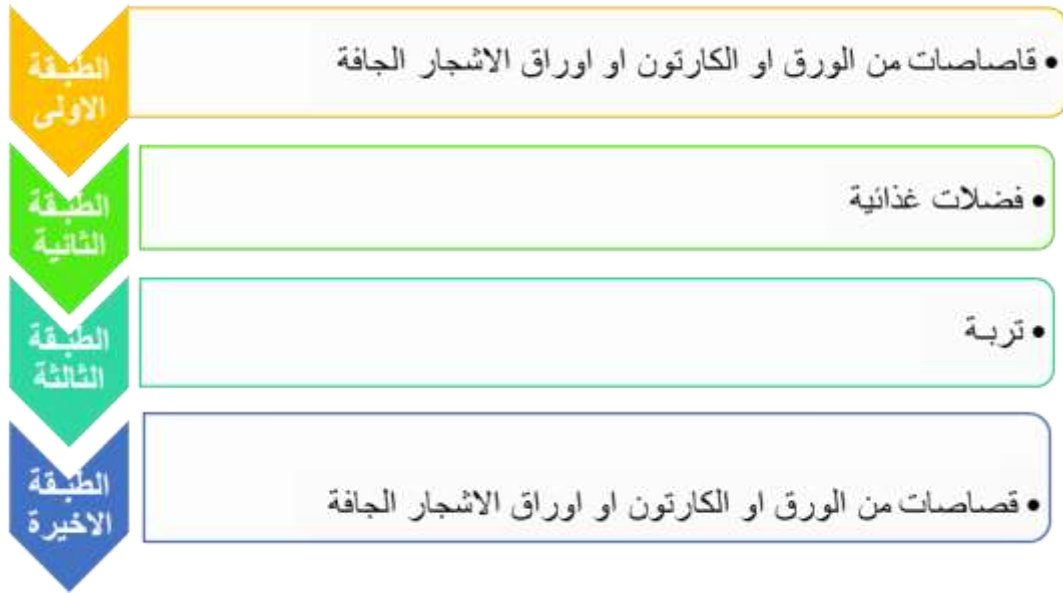 الطبقة
الاولى
• قاصاصات من الورق او الكارتون او اوراق الاشجار الجافة
الطبقة
الثانية
• فضلات غذائية
الطبقة
الثالثة
• تربة
الطبقة
الاخيرة
• قصاصات من الورق او الكارتون او اوراق الاشجار الجافة